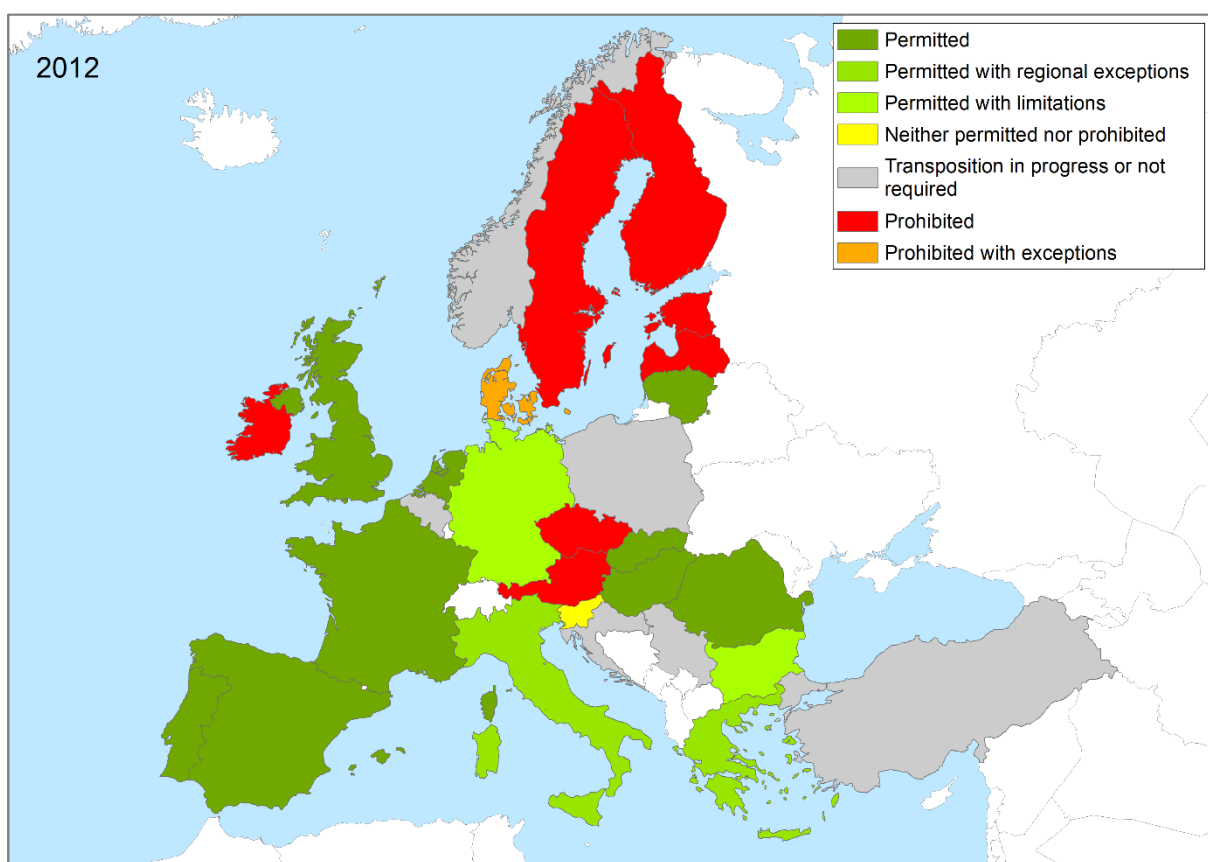 2012
Permitted
Permitted with regional exceptions
Permitted with limitations
Neither permitted nor prohibited
Transposition in progress or not
required
Prohibited
Prohibited with exceptions